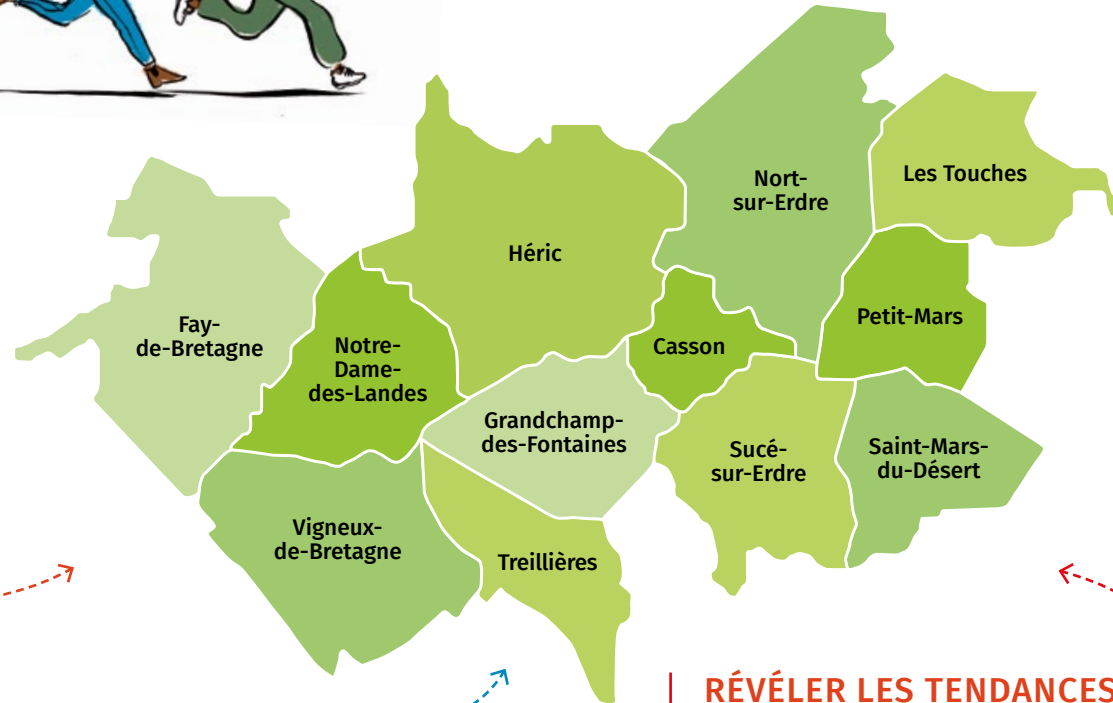 Nort-
sur-Erdre
Les Touches
Héric
Fay-
de-Bretagne
Notre-
Dame-
des-Landes
Casson
Petit-Mars
Grandchamp-
des-Fontaines
Sucé-
sur-Erdre
Saint-Mars-
du-Désert
Vigneux-
de-Bretagne
Treillières
RÉVÉLER LES TENDANCES